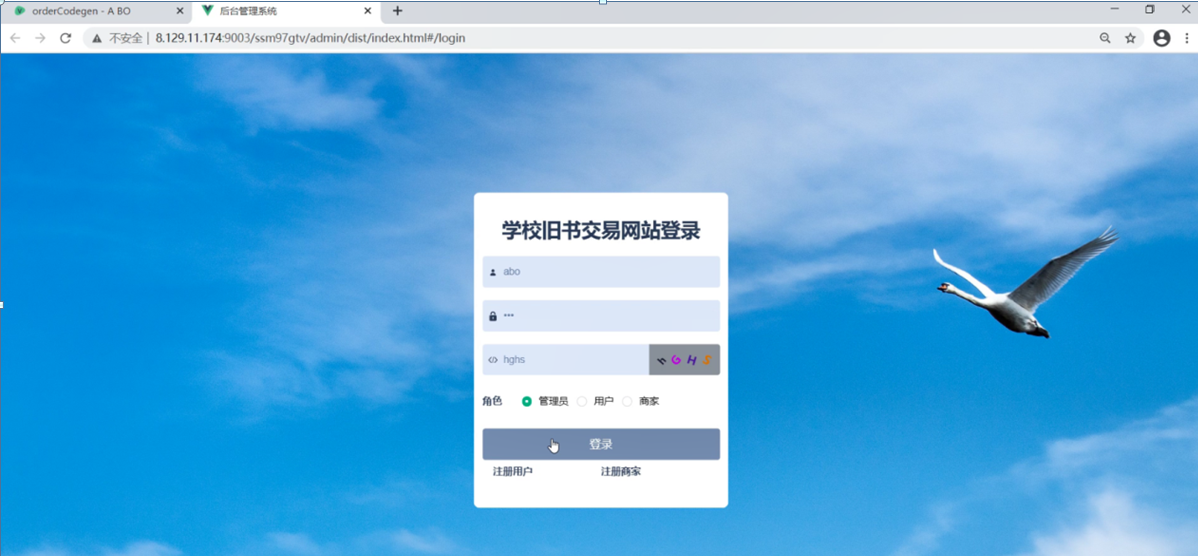 orderCodegen - A BO
后台管理系统
不安全 | 8.129.11.174:9003/ssm97gtv/admin/dist/index.html#/login
学校旧书交易网站登录
abo
***
hghs
H G H S
角色 管理员 用户 商家
登录
注册用户 注册商家